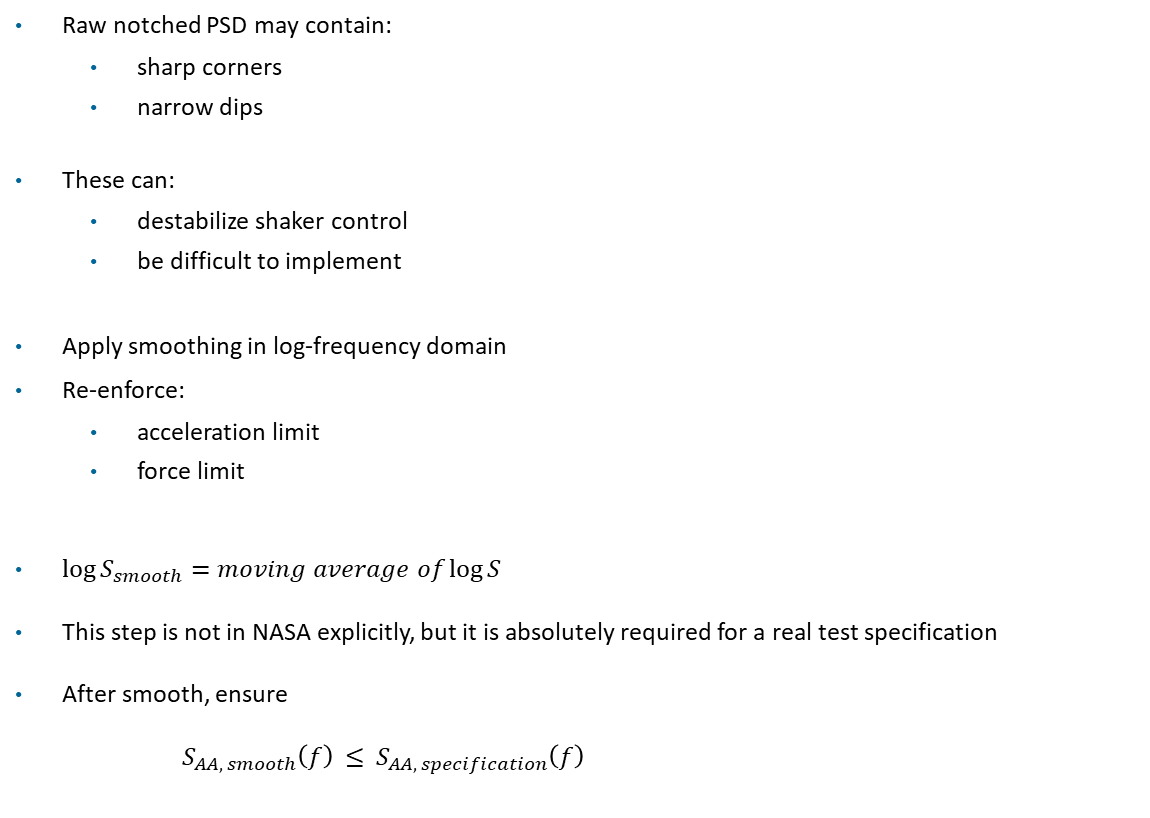 • Raw notched PSD may contain:
• sharp corners
• narrow dips
• These can:
• destabilize shaker control
• be difficult to implement
• Apply smoothing in log-frequency domain
• Re-enforce:
• acceleration limit
• force limit
• log S_smooth = moving average of log S
• This step is not in NASA explicitly, but it is absolutely required for a real test specification
• After smooth, ensure
S_AA, smooth(f) ≤ S_AA, specification(f)